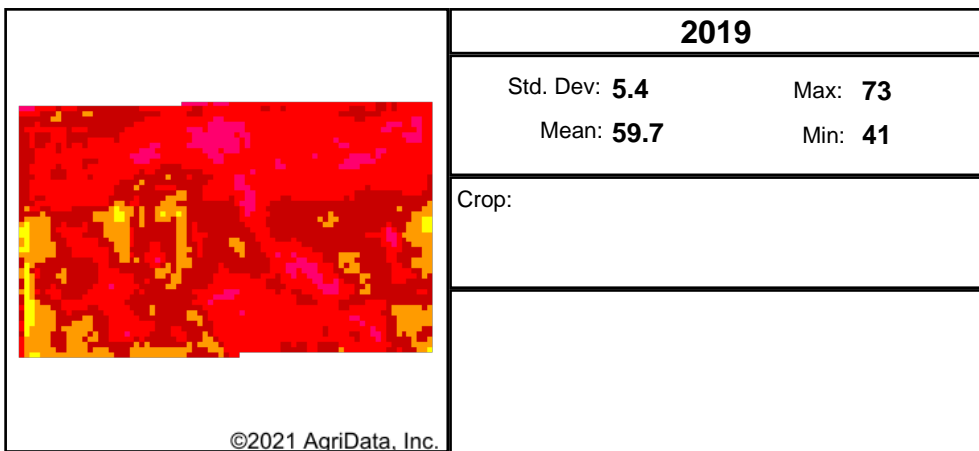 2019
Std. Dev: 5.4 Max: 73
Mean: 59.7 Min: 41
Crop:
©2021 AgriData, Inc.